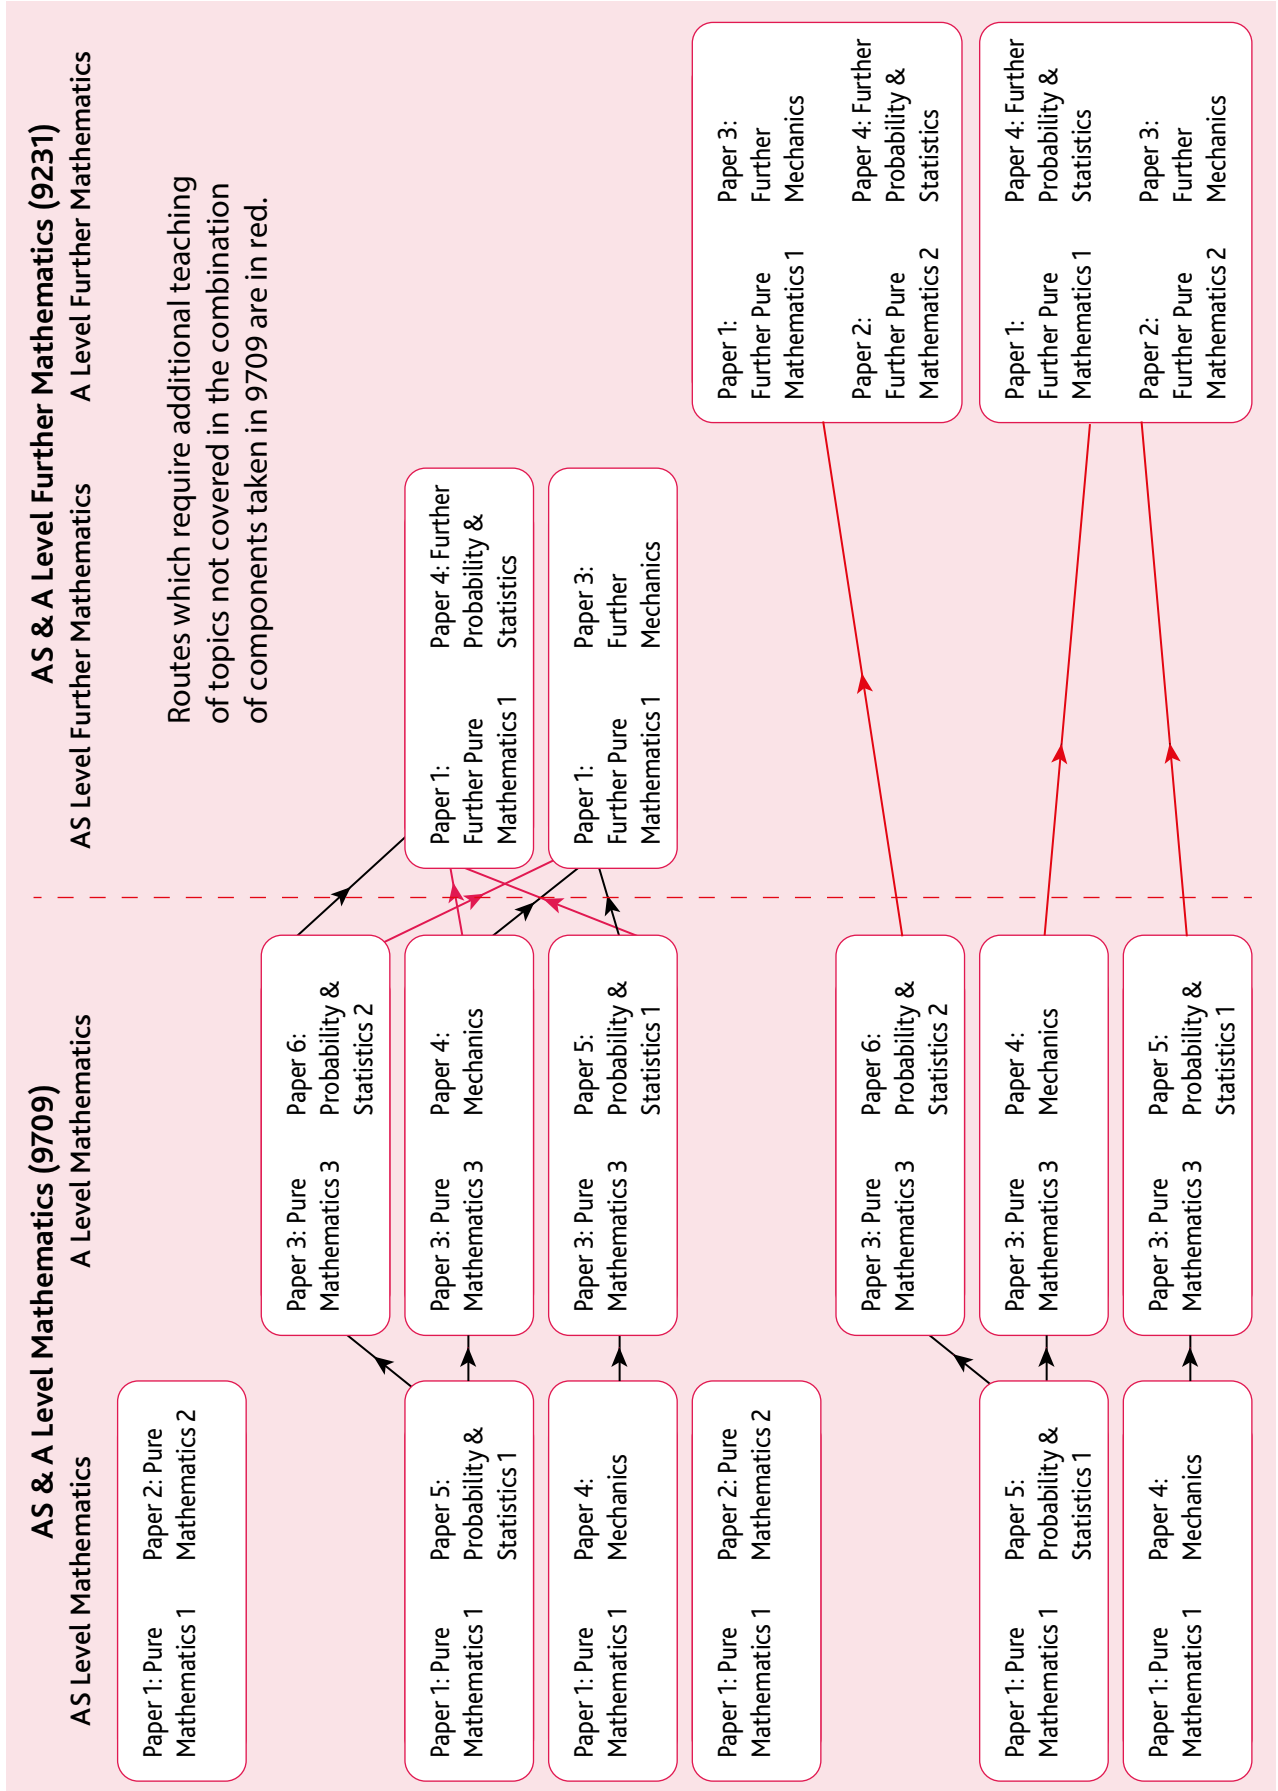 AS & A Level Mathematics (9709)
AS & A Level Further Mathematics (9231)
AS Level Mathematics
A Level Mathematics
AS Level Further Mathematics
A Level Further Mathematics
Routes which require additional teaching
of topics not covered in the combination
of components taken in 9709 are in red.
Paper 1: Pure
Mathematics 1
Paper 2: Pure
Mathematics 2
Paper 3: Pure
Mathematics 3
Paper 6:
Probability &
Statistics 2
Paper 1: Pure
Mathematics 1
Paper 5:
Probability &
Statistics 1
Paper 3: Pure
Mathematics 3
Paper 4:
Mechanics
Paper 1:
Further Pure
Mathematics 1
Paper 4: Further
Probability &
Statistics
Paper 1: Pure
Mathematics 1
Paper 4:
Mechanics
Paper 3: Pure
Mathematics 3
Paper 5:
Probability &
Statistics 1
Paper 1:
Further Pure
Mathematics 1
Paper 3:
Further
Mechanics
Paper 1: Pure
Mathematics 1
Paper 2: Pure
Mathematics 2
Paper 3: Pure
Mathematics 3
Paper 6:
Probability &
Statistics 2
Paper 1:
Further Pure
Mathematics 1
Paper 3:
Further
Mechanics
Paper 2:
Further Pure
Mathematics 2
Paper 4: Further
Probability &
Statistics
Paper 1: Pure
Mathematics 1
Paper 5:
Probability &
Statistics 1
Paper 3: Pure
Mathematics 3
Paper 4:
Mechanics
Paper 1:
Further Pure
Mathematics 1
Paper 4: Further
Probability &
Statistics
Paper 1: Pure
Mathematics 1
Paper 4:
Mechanics
Paper 3: Pure
Mathematics 3
Paper 5:
Probability &
Statistics 1
Paper 2:
Further Pure
Mathematics 2
Paper 3:
Further
Mechanics